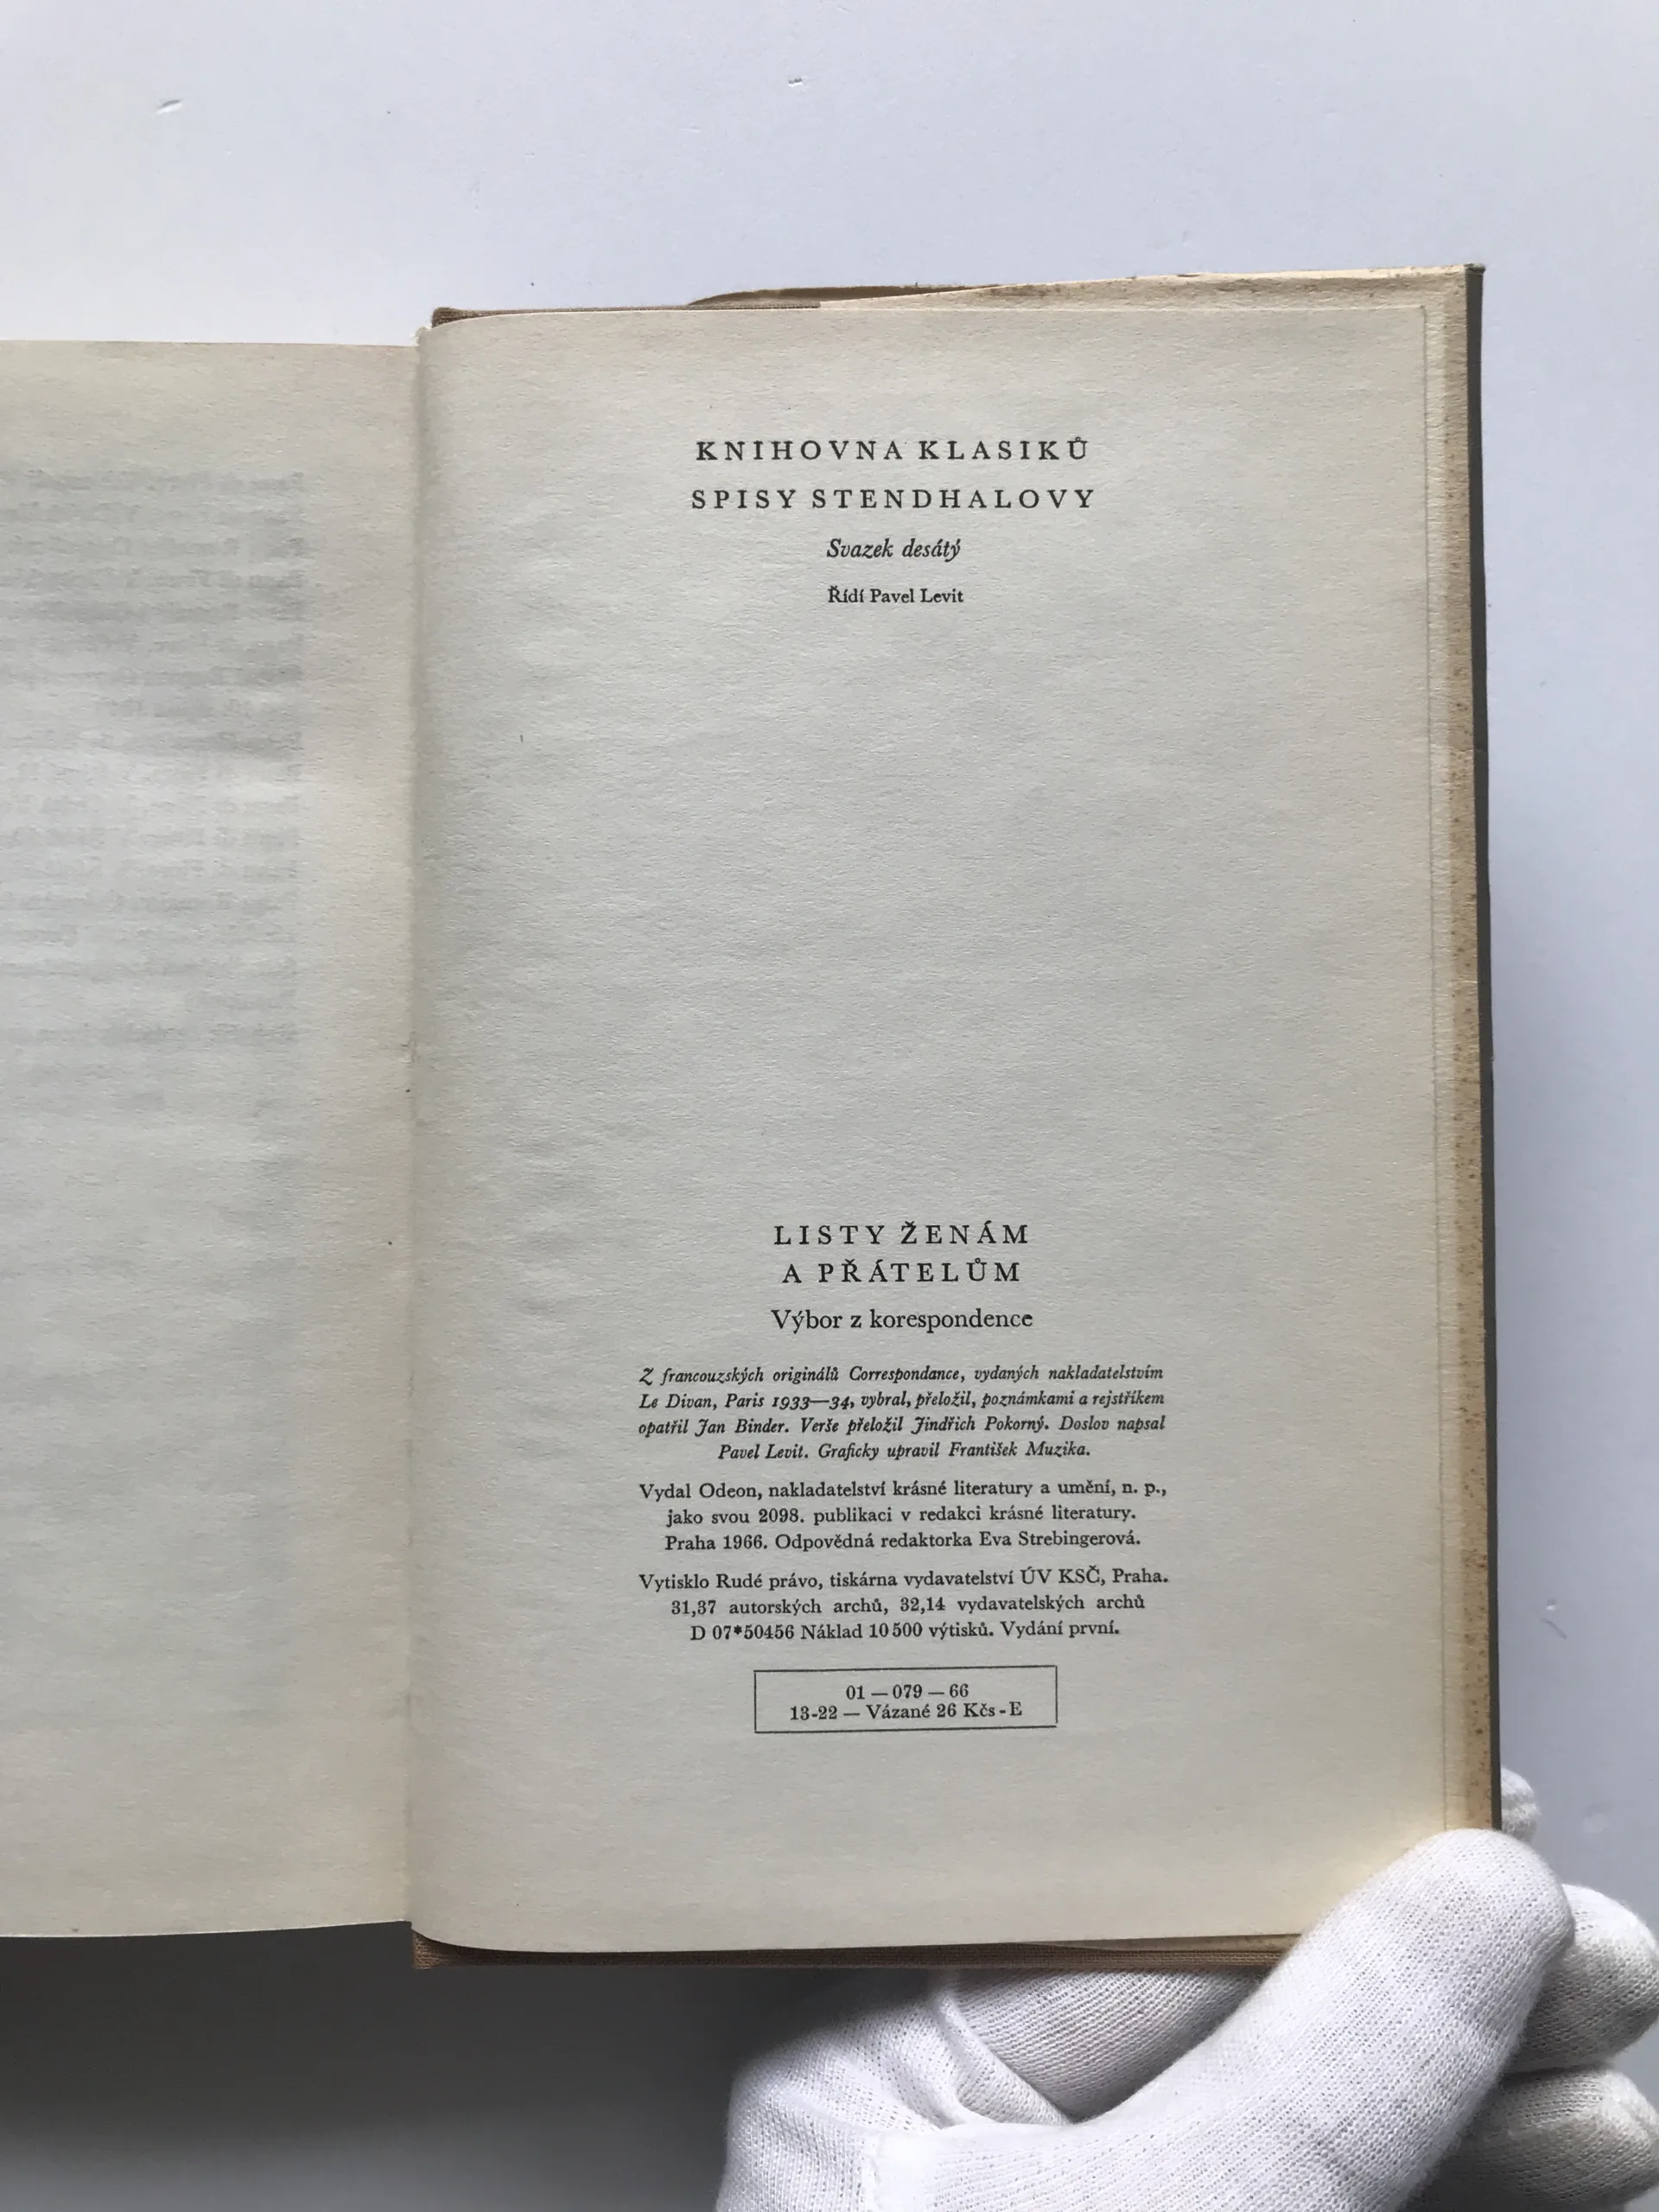 KNIHOVNA KLASIKŮ
SPISY STENDHALOVY
Svazek desátý
Řídí Pavel Levit
LISTY ŽENÁM
A PŘÁTELŮM
Výbor z korespondence
Z francouzských originálů Correspondance, vydaných nakladatelstvím
Le Divan, Paris 1933—34, vybral, přeložil, poznámkami a rejstříkem
opatřil Jan Binder. Verše přeložil Jindřich Pokorný. Doslov napsal
Pavel Levit. Graficky upravil František Muzika.
Vydal Odeon, nakladatelství krásné literatury a umění, n. p.,
jako svou 2098. publikaci v redakci krásné literatury.
Praha 1966. Odpovědná redaktorka Eva Strebingerová.
Vytisklo Rudé právo, tiskárna vydavatelství ÚV KSČ, Praha.
31,37 autorských archů, 32,14 vydavatelských archů
D 07*50456 Náklad 10 500 výtisků. Vydání první.
01 — 079 — 66
13-22 — Vázané 26 Kčs - E